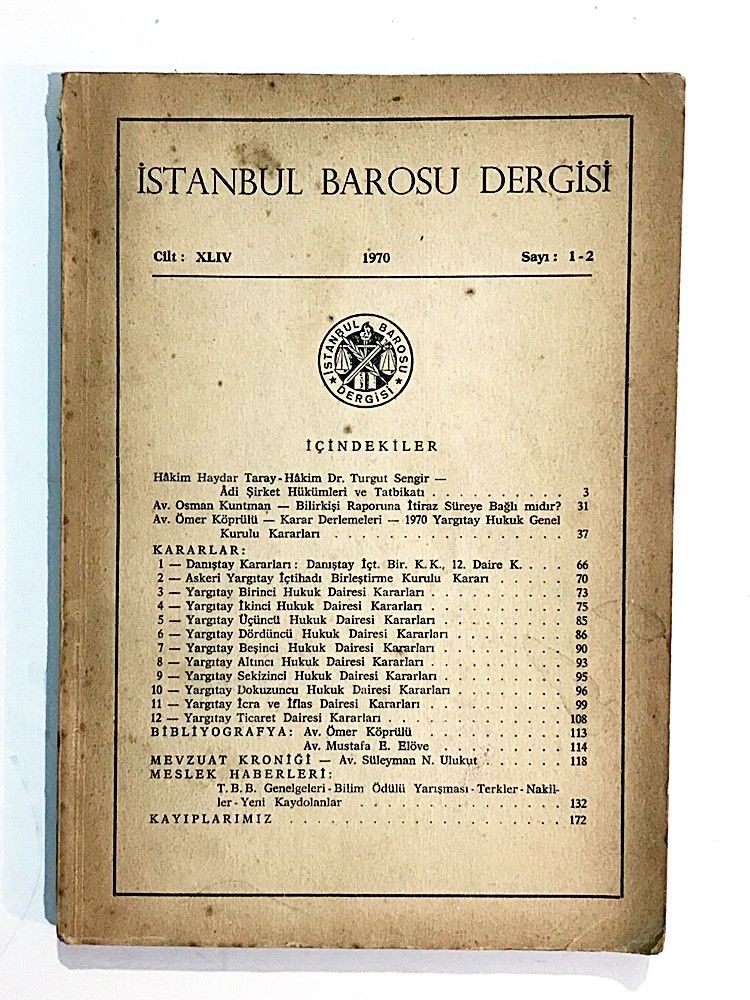 İSTANBUL BAROSU DERGİSİ
Cilt : XLIV 1970 Sayı : 1 - 2
İSTANBUL BAROSU
DERGİSİ
İÇİNDEKİLER
Hâkim Haydar Taray - Hâkim Dr. Turgut Sengir —
Âdi Şirket Hükümleri ve Tatbikatı . . . . . . . . . . 3
Av. Osman Kuntman — Bilirkişi Raporuna İtiraz Süreye Bağlı mıdır? 31
Av. Ömer Köprülü — Karar Derlemeleri — 1970 Yargıtay Hukuk Genel
Kurulu Kararları . . . . . . . . . . . . . . . . . 37
KARARLAR:
1 — Danıştay Kararları : Danıştay İçt. Bir. K. K., 12. Daire K. . . . 66
2 — Askeri Yargıtay İçtihadı Birleştirme Kurulu Kararı . . . . . 70
3 — Yargıtay Birinci Hukuk Dairesi Kararları . . . . . . . . . 73
4 — Yargıtay İkinci Hukuk Dairesi Kararları . . . . . . . . . 75
5 — Yargıtay Üçüncü Hukuk Dairesi Kararları . . . . . . . . . 85
6 — Yargıtay Dördüncü Hukuk Dairesi Kararları . . . . . . . . 86
7 — Yargıtay Beşinci Hukuk Dairesi Kararları . . . . . . . . . 90
8 — Yargıtay Altıncı Hukuk Dairesi Kararları . . . . . . . . . 93
9 — Yargıtay Sekizinci Hukuk Dairesi Kararları . . . . . . . . 95
10 — Yargıtay Dokuzuncu Hukuk Dairesi Kararları . . . . . . . . 96
11 — Yargıtay İcra ve İflas Dairesi Kararları . . . . . . . . . 99
12 — Yargıtay Ticaret Dairesi Kararları . . . . . . . . . . . . 108
BİBLİYOGRAFYA: Av. Ömer Köprülü . . . . . . . . . . 113
Av. Mustafa E. Elöve . . . . . . . . 114
MEVZUAT KRONİĞİ — Av. Süleyman N. Ulukut . . . . . . 118
MESLEK HABERLERİ:
T. B. B. Genelgeleri - Bilim Ödülü Yarışması - Terkler - Nakil-
ler - Yeni Kaydolanlar . . . . . . . . . . . . . . . 132
KAYIPLARIMIZ . . . . . . . . . . . . . . . . . . . . 172